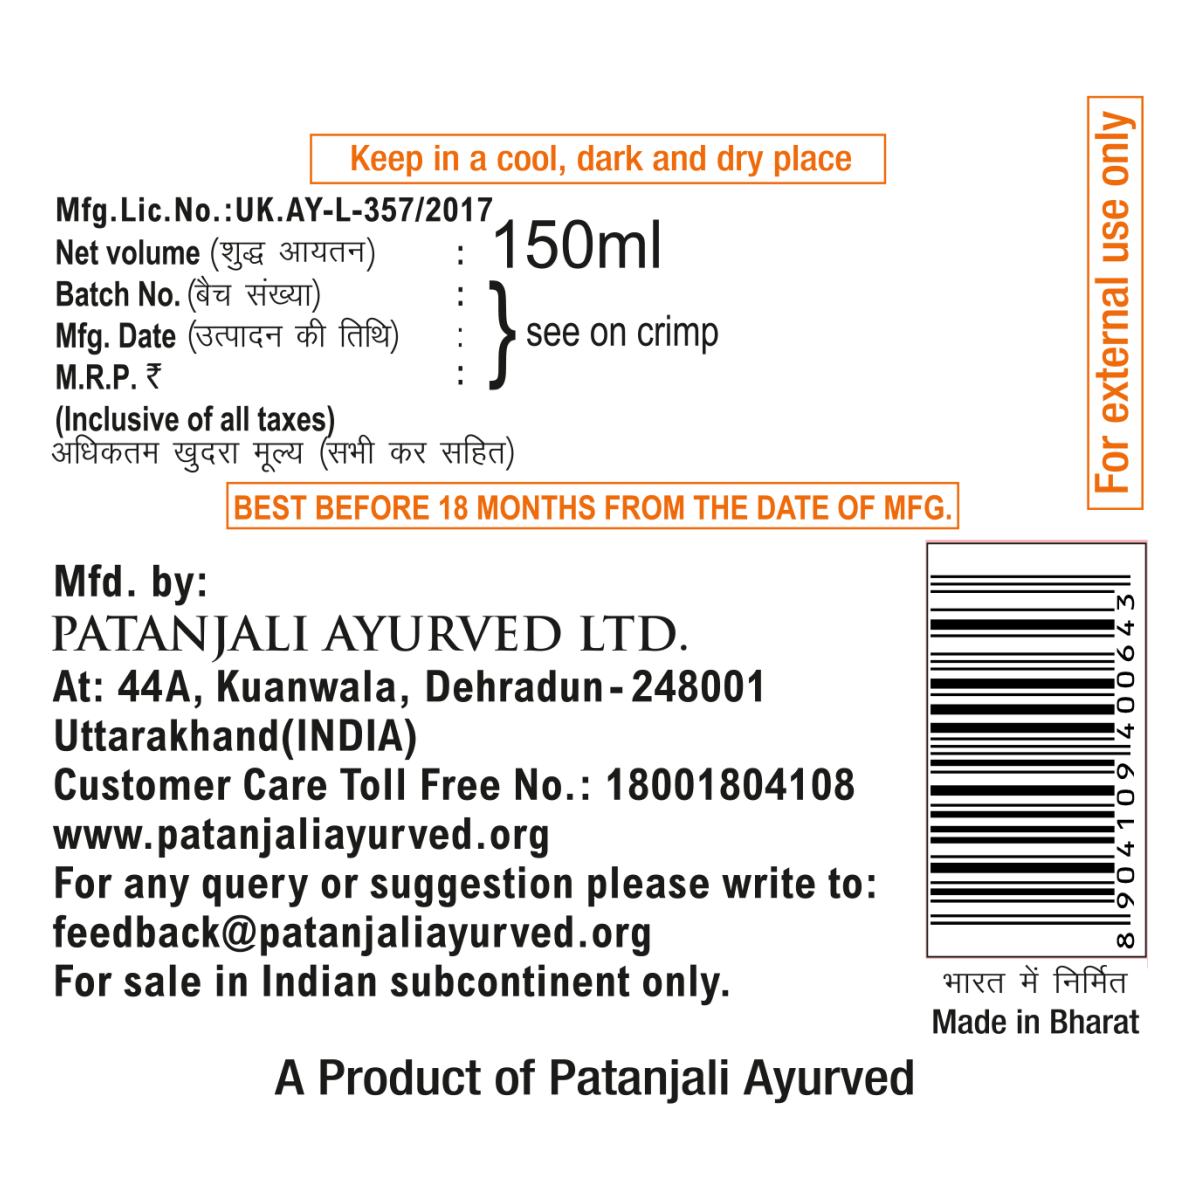 Keep in a cool, dark and dry place
For external use only
Mfg.Lic.No.:UK.AY-L-357/2017
Net volume (शुद्ध आयतन) : 150ml
Batch No. (बैच संख्या) :
Mfg. Date (उत्पादन की तिथि) : } see on crimp
M.R.P. ₹ :
(Inclusive of all taxes)
अधिकतम खुदरा मूल्य (सभी कर सहित)
BEST BEFORE 18 MONTHS FROM THE DATE OF MFG.
Mfd. by:
PATANJALI AYURVED LTD.
At: 44A, Kuanwala, Dehradun-248001
Uttarakhand(INDIA)
Customer Care Toll Free No.: 18001804108
www.patanjaliayurved.org
For any query or suggestion please write to:
feedback@patanjaliayurved.org
For sale in Indian subcontinent only.
8 904109 400643
भारत में निर्मित
Made in Bharat
A Product of Patanjali Ayurved